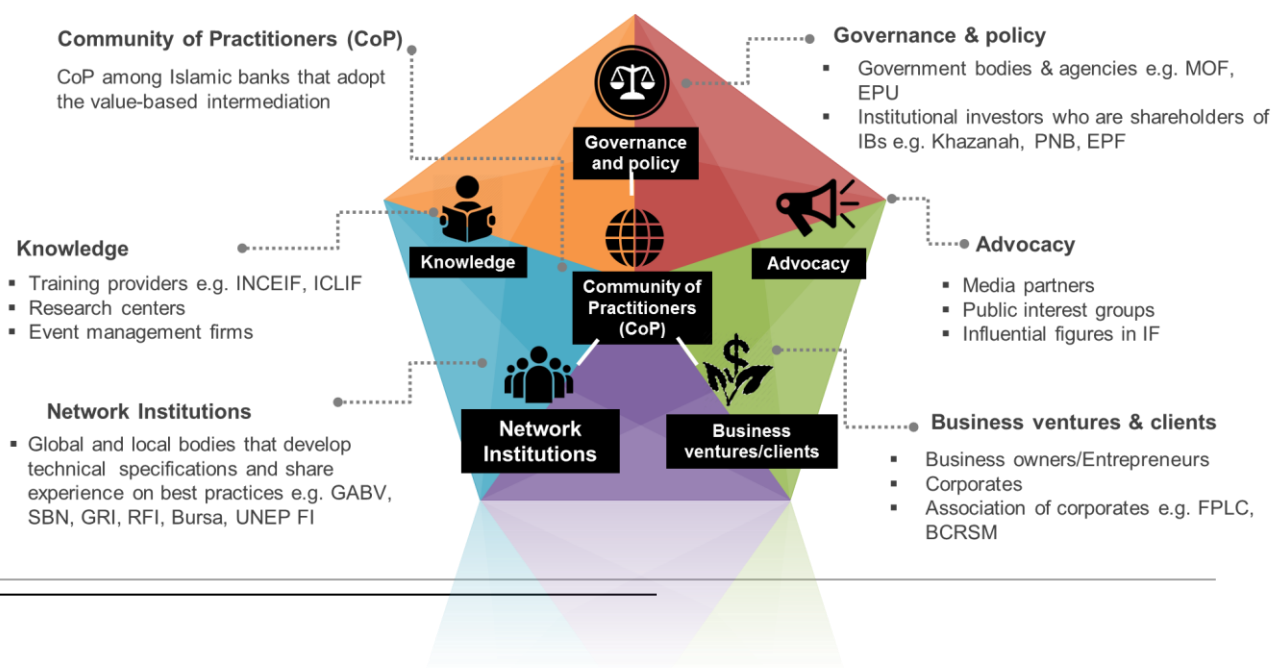 Community of Practitioners (CoP)
CoP among Islamic banks that adopt
the value-based intermediation
Governance & policy
▪ Government bodies & agencies e.g. MOF,
EPU
▪ Institutional investors who are shareholders of
IBs e.g. Khazanah, PNB, EPF
Governance
and policy
Knowledge
▪ Training providers e.g. INCEIF, ICLIF
▪ Research centers
▪ Event management firms
Knowledge
Advocacy
Advocacy
▪ Media partners
▪ Public interest groups
▪ Influential figures in IF
Community of
Practitioners
(CoP)
Network Institutions
▪ Global and local bodies that develop
technical specifications and share
experience on best practices e.g. GABV,
SBN, GRI, RFI, Bursa, UNEP FI
Network
Institutions
$
Business
ventures/clients
Business ventures & clients
▪ Business owners/Entrepreneurs
▪ Corporates
▪ Association of corporates e.g. FPLC,
BCRSM